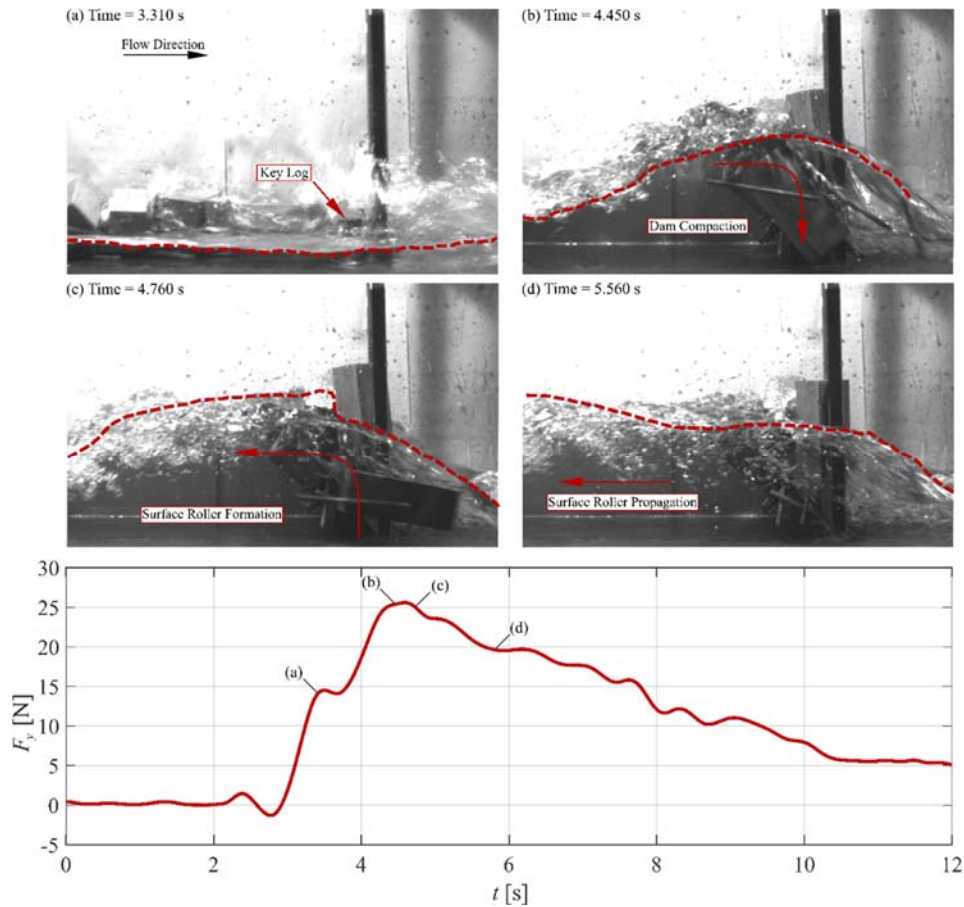 (a) Time = 3.310 s
Flow Direction
Key Log
(b) Time = 4.450 s
Dam Compaction
(c) Time = 4.760 s
Surface Roller Formation
(d) Time = 5.560 s
Surface Roller Propagation
30
25
20
15
10
5
0
-5
F_y [N]
(a)
(b)
(c)
(d)
0 2 4 6 8 10 12
t [s]